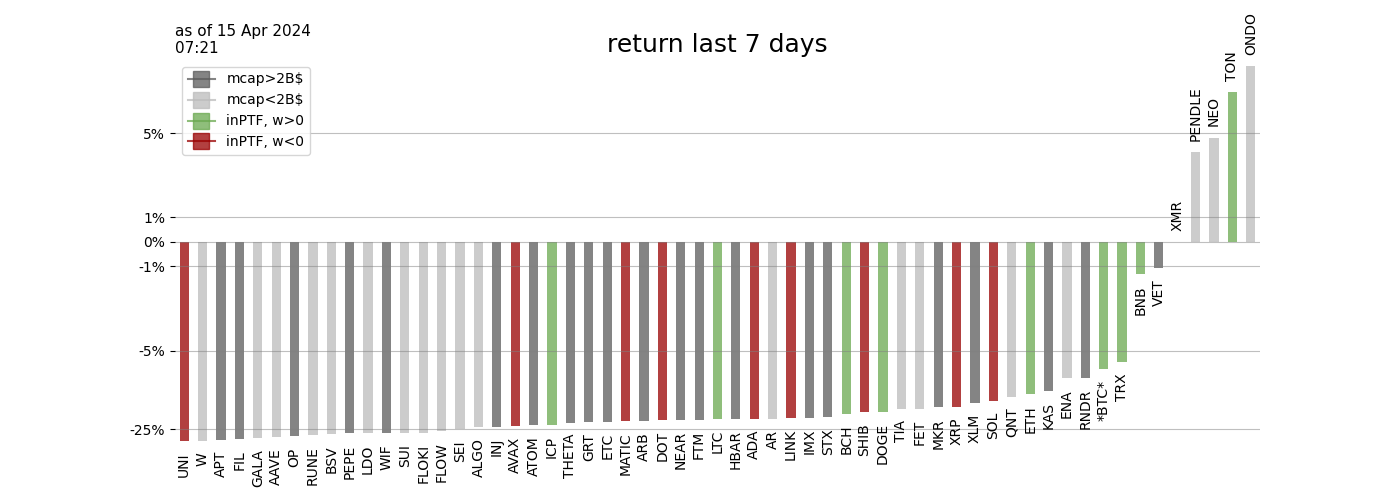 as of 15 Apr 2024
07:21
return last 7 days
mcap>2B$
mcap<2B$
inPTF, w>0
inPTF, w<0
5%
1%
0%
-1%
-5%
-25%
UNI
W
APT
FIL
GALA
AAVE
OP
RUNE
BSV
PEPE
LDO
WIF
SUI
FLOKI
FLOW
SEI
ALGO
INJ
AVAX
ATOM
ICP
THETA
GRT
ETC
MATIC
ARB
DOT
NEAR
FTM
LTC
HBAR
ADA
AR
LINK
IMX
STX
BCH
SHIB
DOGE
TIA
FET
MKR
XRP
XLM
SOL
QNT
ETH
KAS
ENA
RNDR
*BTC*
TRX
BNB
VET
XMR
PENDLE
NEO
TON
ONDO